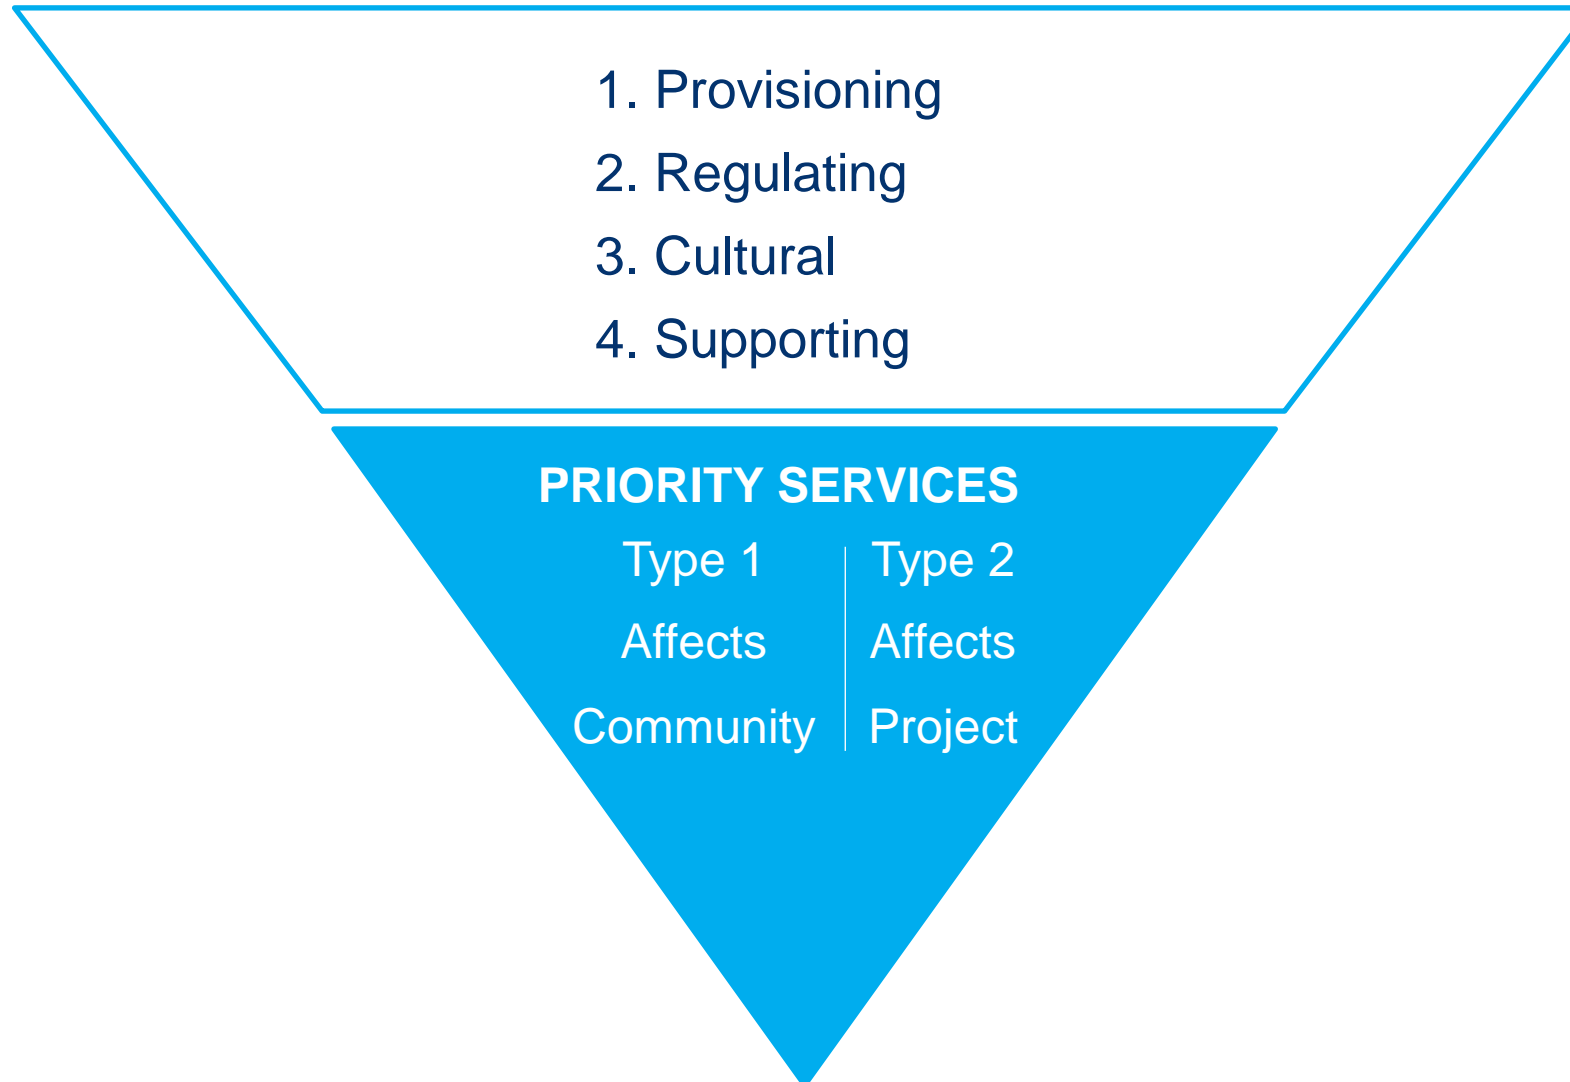 1. Provisioning
2. Regulating
3. Cultural
4. Supporting
PRIORITY SERVICES
Type 1
Affects
Community
Type 2
Affects
Project